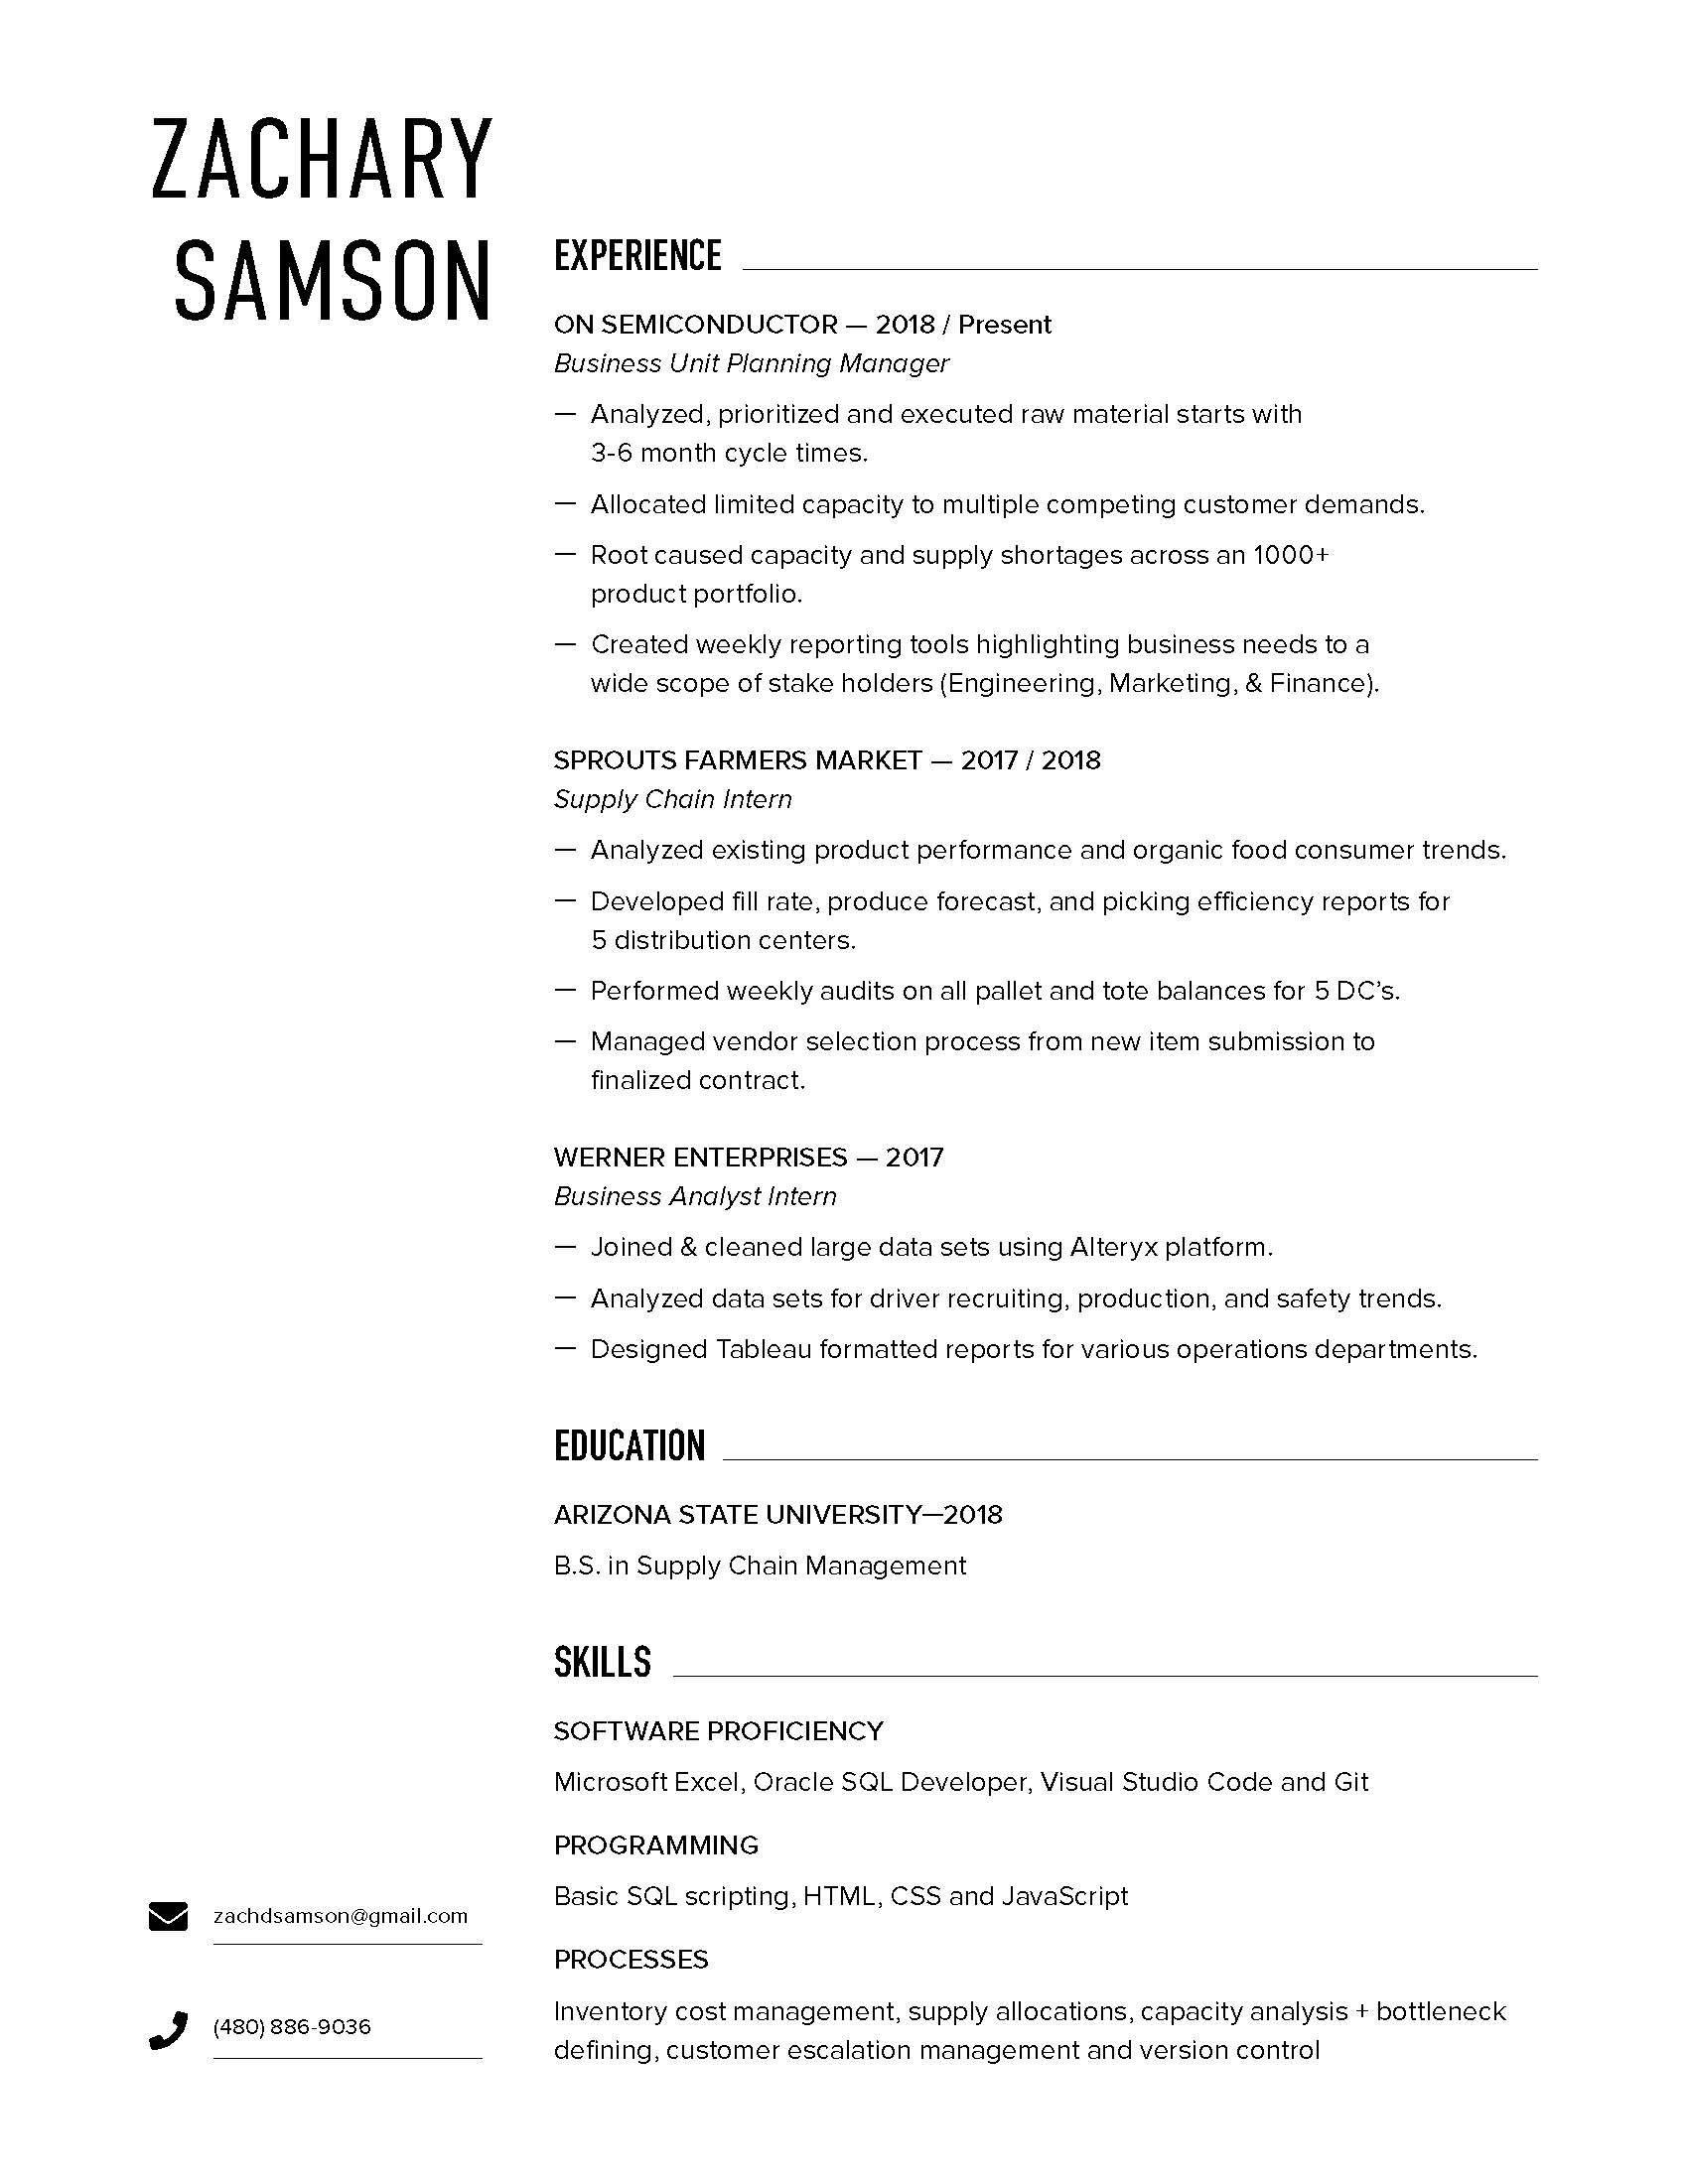 ZACHARY
SAMSON
EXPERIENCE
ON SEMICONDUCTOR — 2018 / Present
Business Unit Planning Manager
— Analyzed, prioritized and executed raw material starts with
3-6 month cycle times.
— Allocated limited capacity to multiple competing customer demands.
— Root caused capacity and supply shortages across an 1000+
product portfolio.
— Created weekly reporting tools highlighting business needs to a
wide scope of stake holders (Engineering, Marketing, & Finance).
SPROUTS FARMERS MARKET — 2017 / 2018
Supply Chain Intern
— Analyzed existing product performance and organic food consumer trends.
— Developed fill rate, produce forecast, and picking efficiency reports for
5 distribution centers.
— Performed weekly audits on all pallet and tote balances for 5 DC’s.
— Managed vendor selection process from new item submission to
finalized contract.
WERNER ENTERPRISES — 2017
Business Analyst Intern
— Joined & cleaned large data sets using Alteryx platform.
— Analyzed data sets for driver recruiting, production, and safety trends.
— Designed Tableau formatted reports for various operations departments.
EDUCATION
ARIZONA STATE UNIVERSITY—2018
B.S. in Supply Chain Management
SKILLS
SOFTWARE PROFICIENCY
Microsoft Excel, Oracle SQL Developer, Visual Studio Code and Git
PROGRAMMING
Basic SQL scripting, HTML, CSS and JavaScript
PROCESSES
Inventory cost management, supply allocations, capacity analysis + bottleneck
defining, customer escalation management and version control
zachdsamson@gmail.com
(480) 886-9036